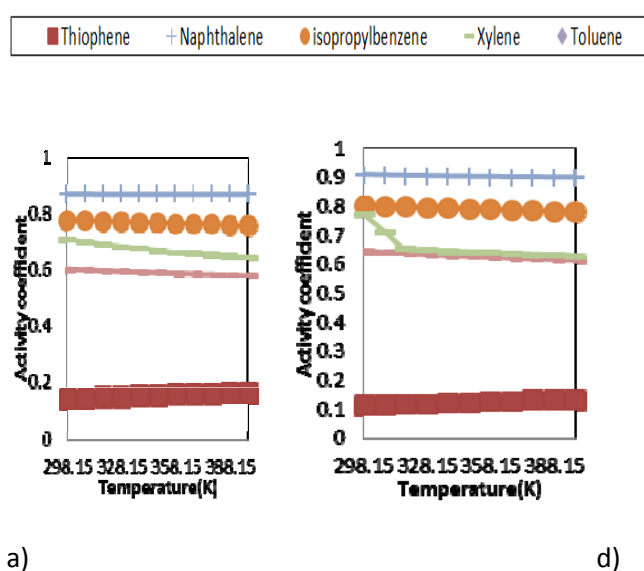 Thiophene Naphthalene isopropylbenzene Xylene Toluene
Activity coefficient
1
0.8
0.6
0.4
0.2
0
298.15 328.15 358.15 388.15
Temperature(K)
Activity coefficient
1
0.9
0.8
0.7
0.6
0.5
0.4
0.3
0.2
0.1
0
298.15 328.15 358.15 388.15
Temperature(K)
a) d)